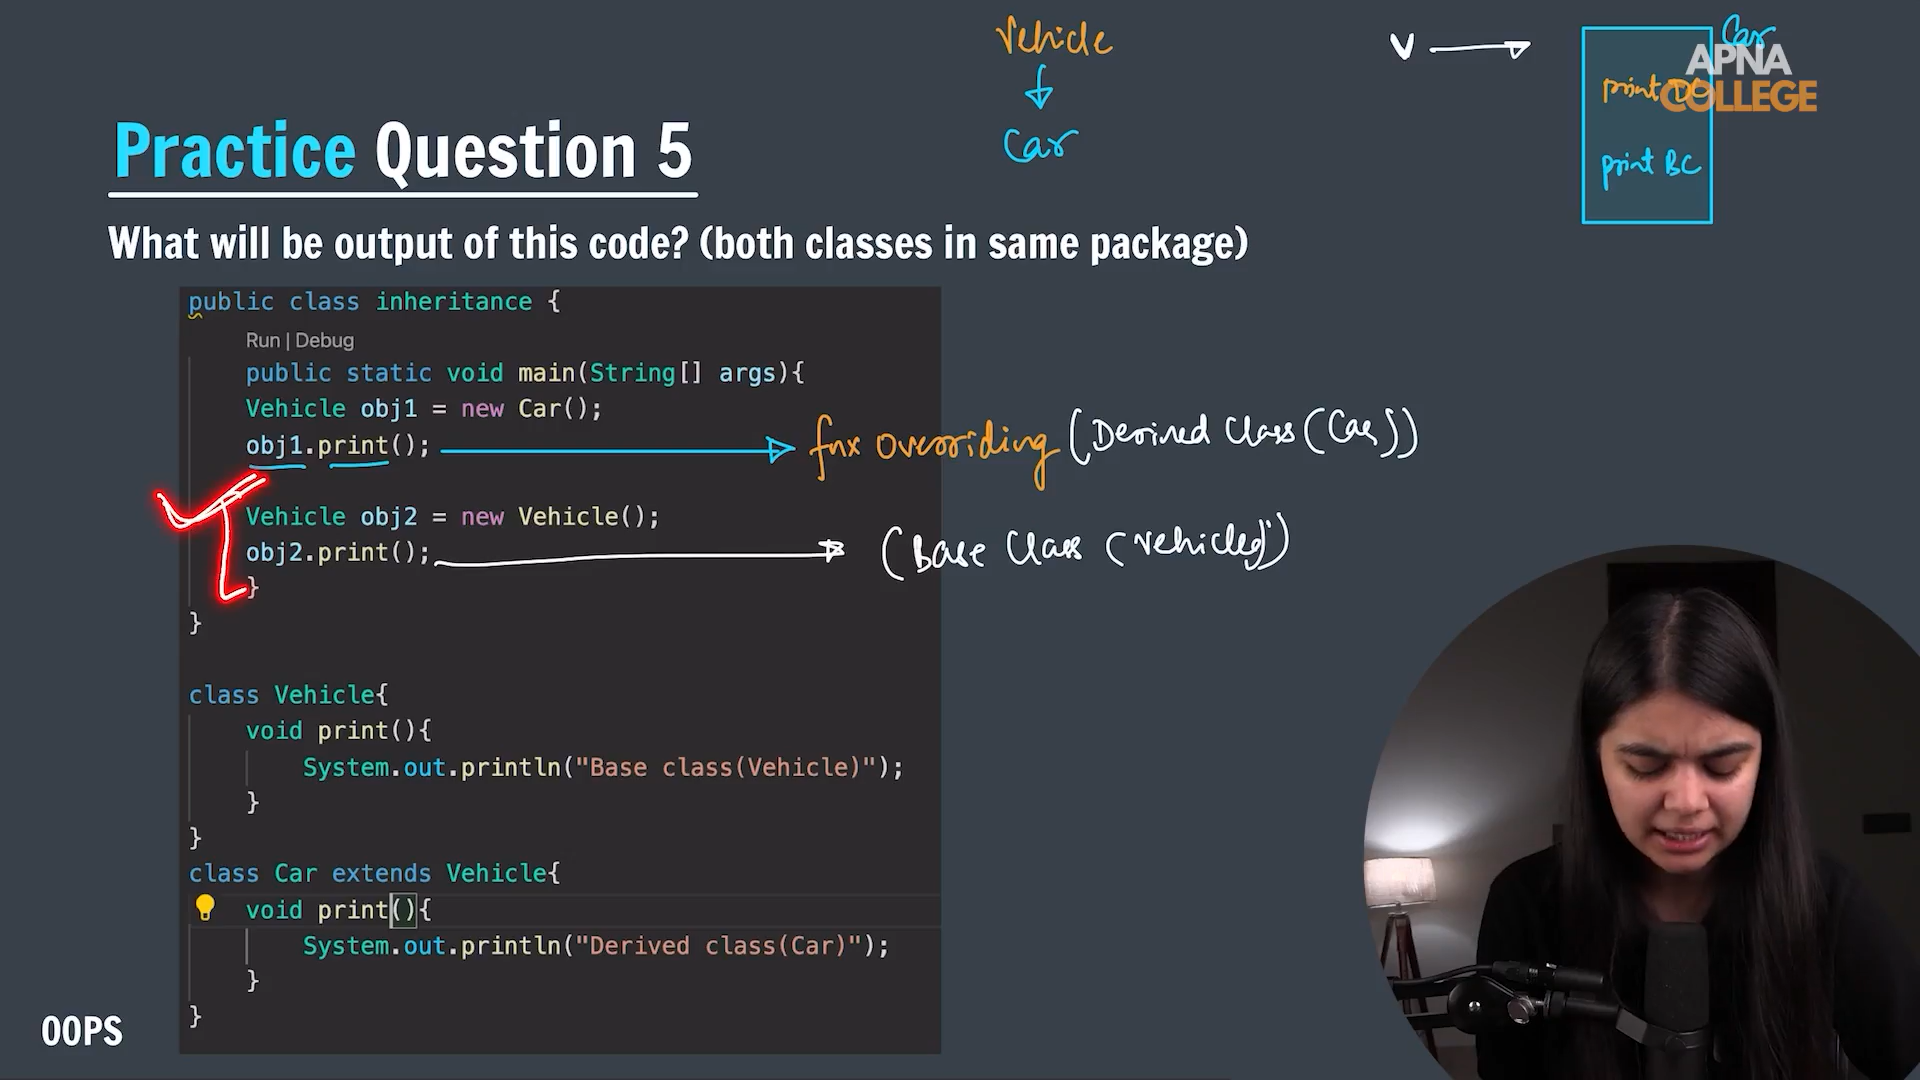 Vehicle
Car
V
Car
APNA
COLLEGE
print DC
print BC
Practice Question 5
What will be output of this code? (both classes in same package)
public class inheritance {
Run | Debug
public static void main(String[] args){
Vehicle obj1 = new Car();
obj1.print();
fnx overriding (Derived Class (Car))
Vehicle obj2 = new Vehicle();
obj2.print();
(Base Class (Vehicle))
}
}
class Vehicle{
void print(){
System.out.println("Base class(Vehicle)");
}
}
class Car extends Vehicle{
void print(){
System.out.println("Derived class(Car)");
}
}
OOPS